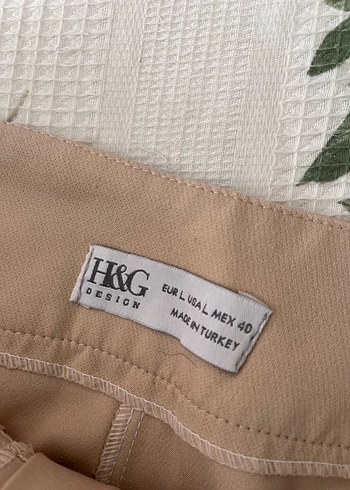 H&G
DESIGN
EUR L USA L MEX 40
MADE IN TURKEY